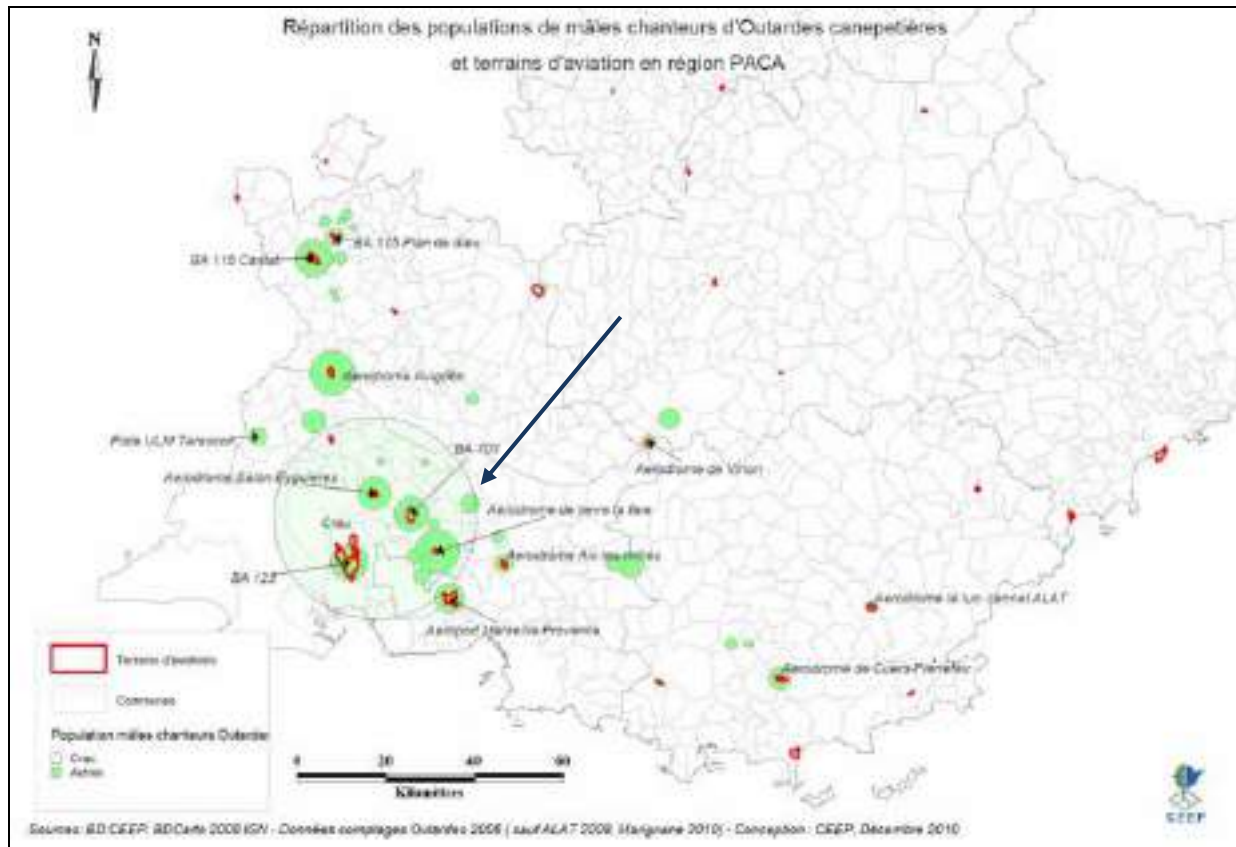 Répartition des populations de mâles chanteurs d'Outardes canepetières
et terrains d'aviation en région PACA
N
BA 115 Plan de dieu
BA 115 Caritat
Aérodrome Avignon
Piste ULM Tarascon
BA 701
Aérodrome de Vinon
Aérodrome Salon Eyguières
Aérodrome de berre la fare
Crau
Aérodrome Aix les milles
BA 125
Aérodrome le luc cannet ALAT
Aéroport Marseille Provence
Aérodrome de Cuers-Pierrefeu
Terrains d'aviation
Communes
Population mâles chanteurs Outardes
Crau
Autres
0 20 40 60
Kilomètres
Sources: BD CEEP, BDCarto 2008 IGN - Données comptages Outardes 2008 ( sauf ALAT 2009, Marignane 2010) - Conception : CEEP, Décembre 2010
CEEP